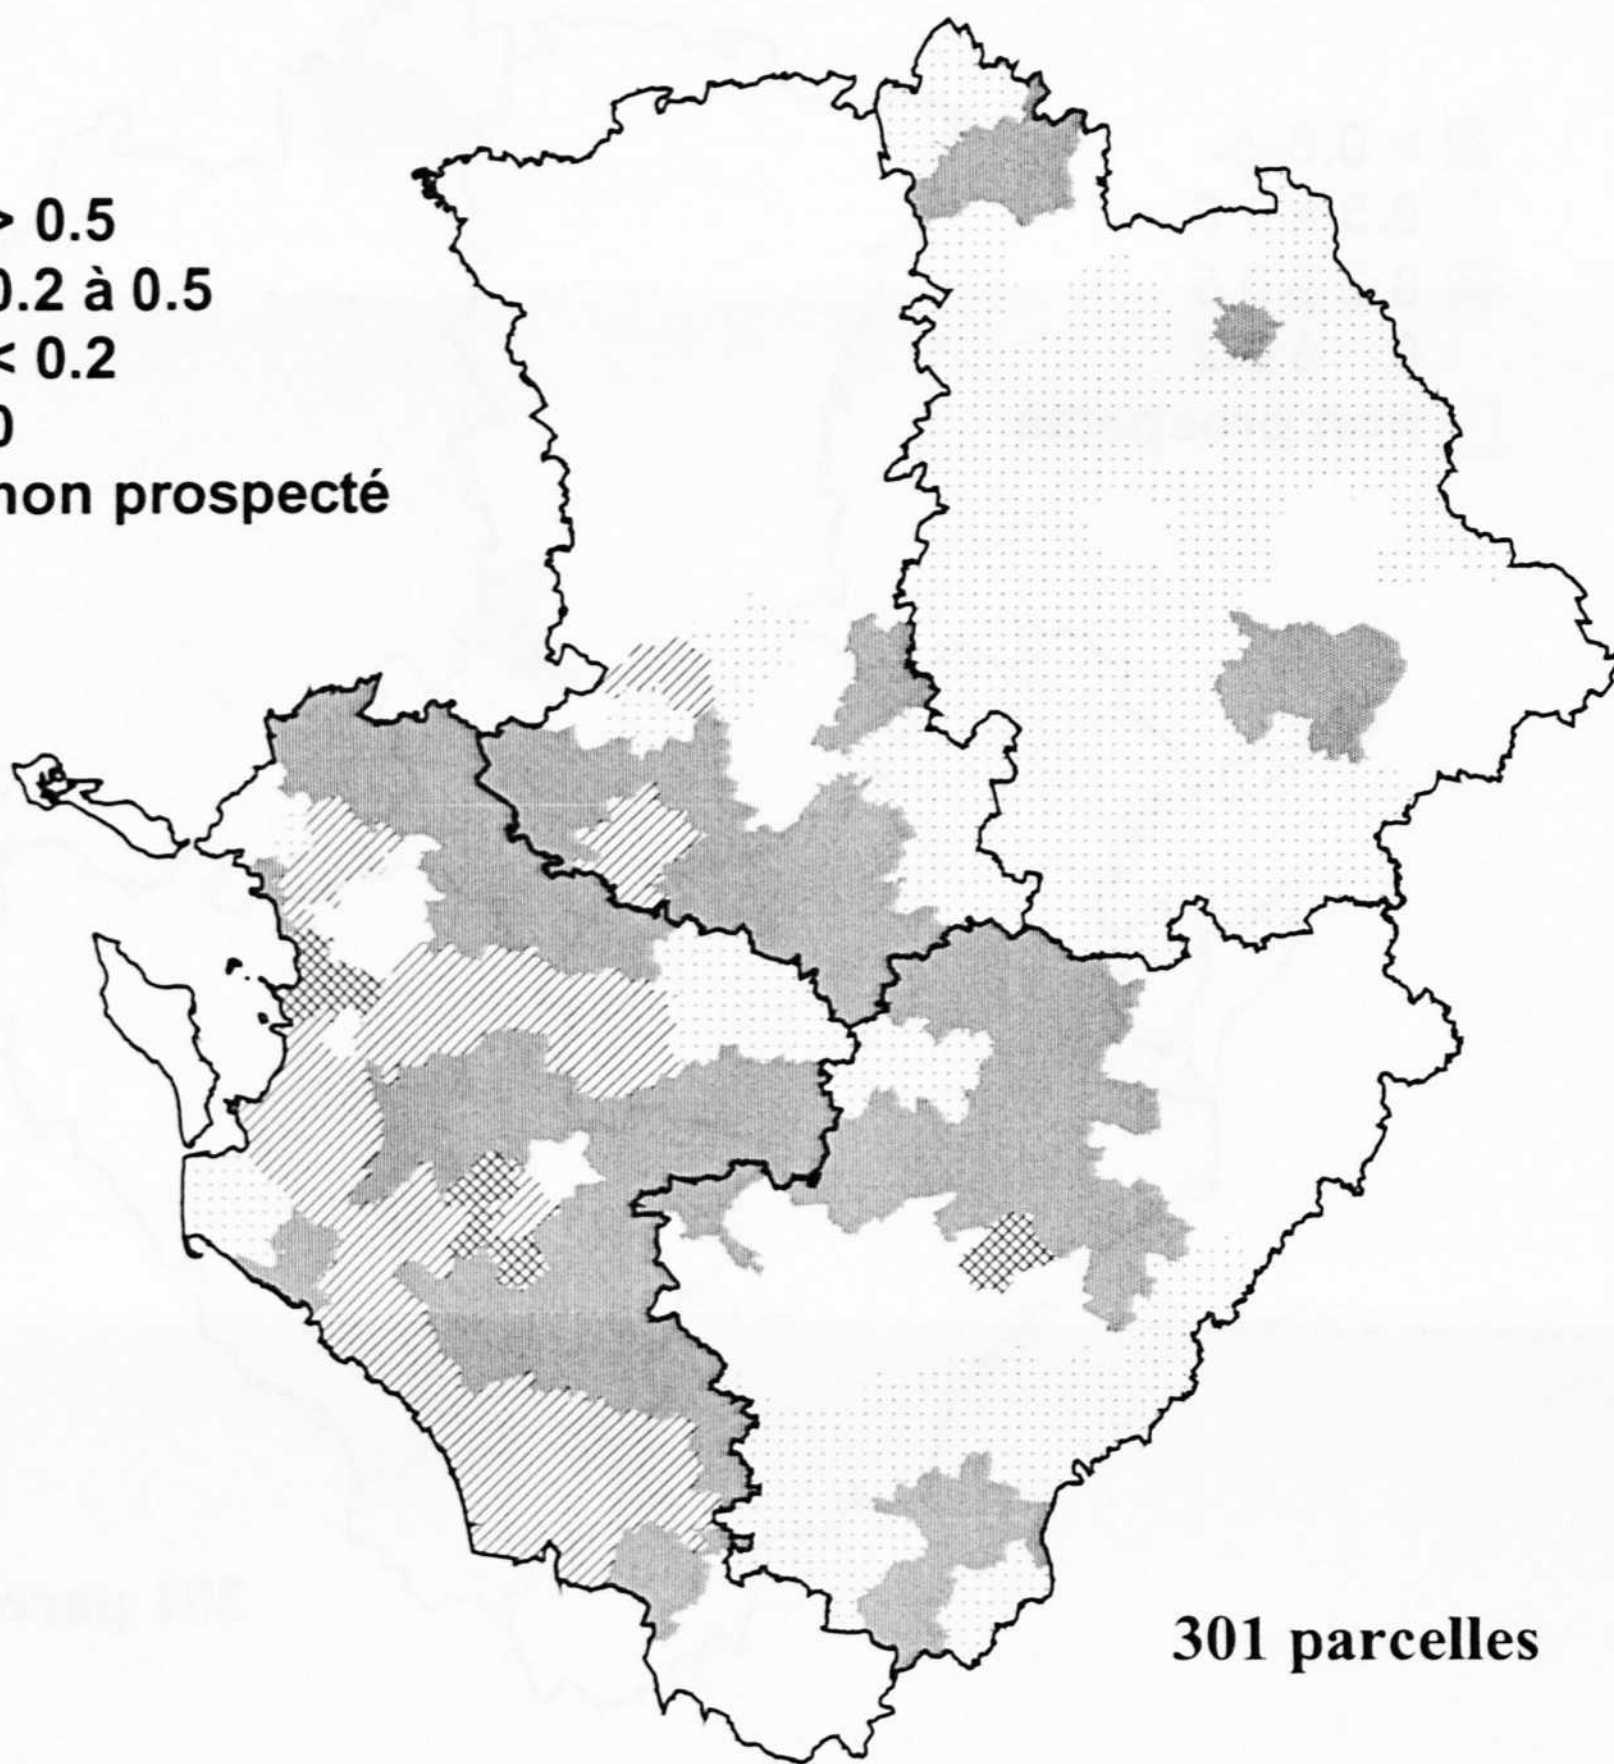 > 0.5
0.2 à 0.5
< 0.2
0
non prospecté
301 parcelles